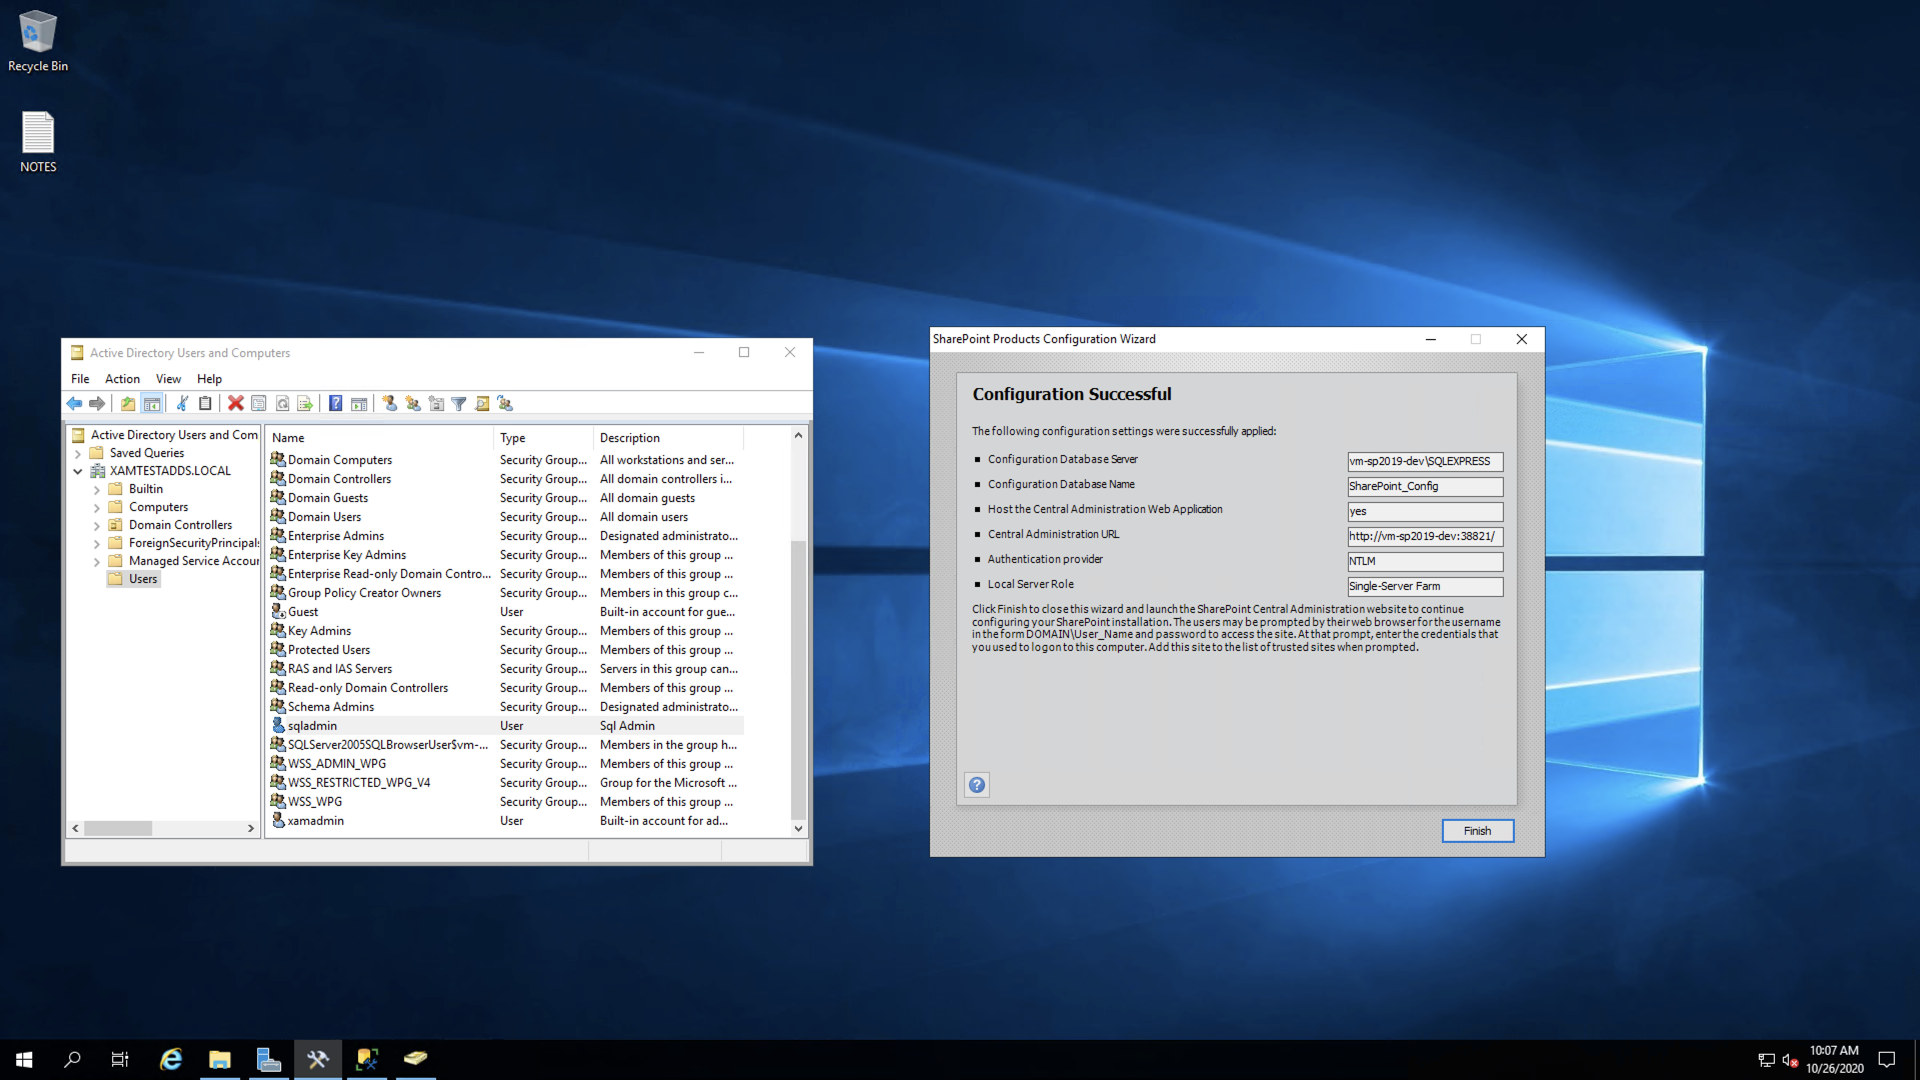 Recycle Bin
NOTES
Active Directory Users and Computers
File Action View Help
Active Directory Users and Com
Saved Queries
XAMTESTADDS.LOCAL
Builtin
Computers
Domain Controllers
ForeignSecurityPrincipals
Managed Service Accour
Users
Name Type Description
Domain Computers Security Group... All workstations and ser...
Domain Controllers Security Group... All domain controllers i...
Domain Guests Security Group... All domain guests
Domain Users Security Group... All domain users
Enterprise Admins Security Group... Designated administrato...
Enterprise Key Admins Security Group... Members of this group ...
Enterprise Read-only Domain Contro... Security Group... Members of this group ...
Group Policy Creator Owners Security Group... Members in this group c...
Guest User Built-in account for gue...
Key Admins Security Group... Members of this group ...
Protected Users Security Group... Members of this group ...
RAS and IAS Servers Security Group... Servers in this group can...
Read-only Domain Controllers Security Group... Members of this group ...
Schema Admins Security Group... Designated administrato...
sqladmin User Sql Admin
SQLServer2005SQLBrowserUser$vm-... Security Group... Members in the group h...
WSS_ADMIN_WPG Security Group... Members of this group ...
WSS_RESTRICTED_WPG_V4 Security Group... Group for the Microsoft ...
WSS_WPG Security Group... Members of this group ...
xamadmin User Built-in account for ad...
SharePoint Products Configuration Wizard
Configuration Successful
The following configuration settings were successfully applied:
Configuration Database Server vm-sp2019-dev\SQLEXPRESS
Configuration Database Name SharePoint_Config
Host the Central Administration Web Application yes
Central Administration URL http://vm-sp2019-dev:38821/
Authentication provider NTLM
Local Server Role Single-Server Farm
Click Finish to close this wizard and launch the SharePoint Central Administration website to continue
configuring your SharePoint installation. The users may be prompted by their web browser for the username
in the form DOMAIN\User_Name and password to access the site. At that prompt, enter the credentials that
you used to logon to this computer. Add this site to the list of trusted sites when prompted.
Finish
10:07 AM
10/26/2020